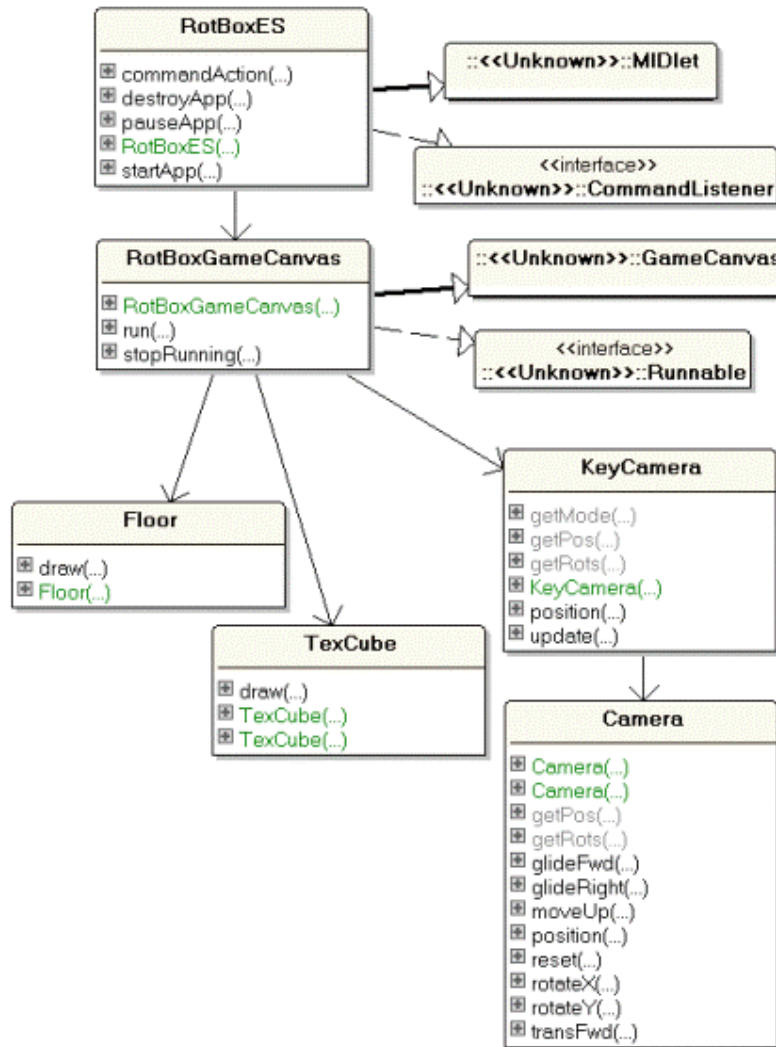 RotBoxES
commandAction(...)
destroyApp(...)
pauseApp(...)
RotBoxES(...)
startApp(...)
::<<Unknown>>::MIDlet
<<interface>>
::<<Unknown>>::CommandListener
RotBoxGameCanvas
RotBoxGameCanvas(...)
run(...)
stopRunning(...)
::<<Unknown>>::GameCanvas
<<interface>>
::<<Unknown>>::Runnable
Floor
draw(...)
Floor(...)
TexCube
draw(...)
TexCube(...)
TexCube(...)
KeyCamera
getMode(...)
getPos(...)
getRots(...)
KeyCamera(...)
position(...)
update(...)
Camera
Camera(...)
Camera(...)
getPos(...)
getRots(...)
glideFwd(...)
glideRight(...)
moveUp(...)
position(...)
reset(...)
rotateX(...)
rotateY(...)
transFwd(...)